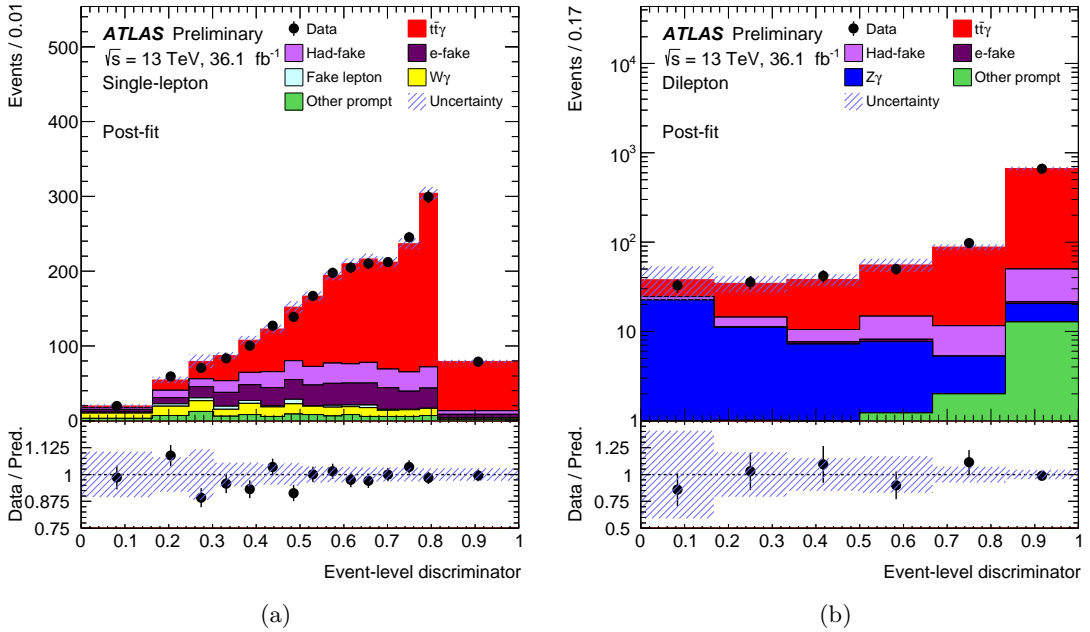 Events / 0.01
500
400
300
200
100
0
ATLAS Preliminary
√s = 13 TeV, 36.1 fb-1
Single-lepton
Post-fit
Data
tt̄γ
Had-fake
e-fake
Fake lepton
Wγ
Other prompt
Uncertainty
Data / Pred.
1.125
1
0.875
0.75
0 0.1 0.2 0.3 0.4 0.5 0.6 0.7 0.8 0.9 1
Event-level discriminator
(a)
Events / 0.17
10^4
10^3
10^2
10
1
ATLAS Preliminary
√s = 13 TeV, 36.1 fb-1
Dilepton
Post-fit
Data
tt̄γ
Had-fake
e-fake
Zγ
Other prompt
Uncertainty
Data / Pred.
1.25
1
0.75
0.5
0 0.1 0.2 0.3 0.4 0.5 0.6 0.7 0.8 0.9 1
Event-level discriminator
(b)